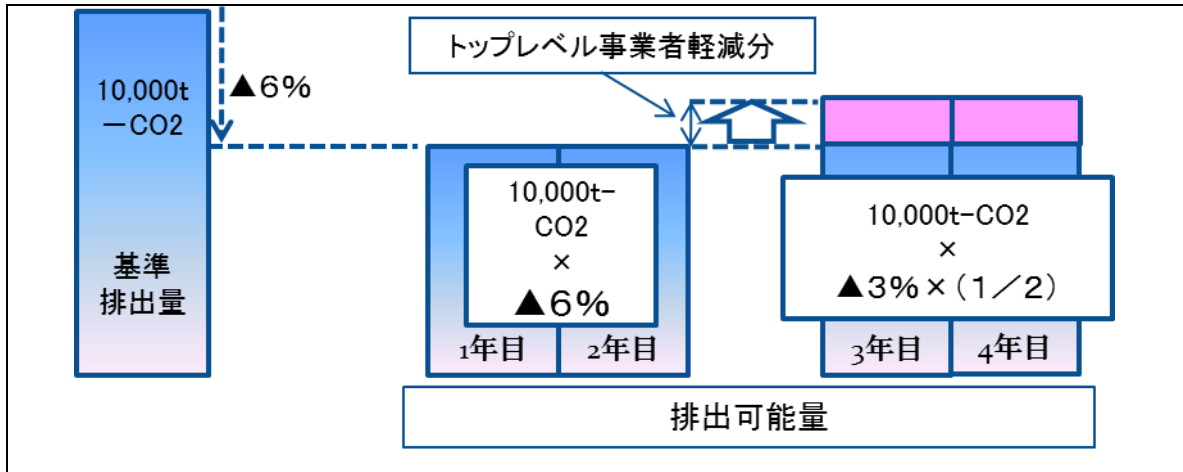 トップレベル事業者軽減分
10,000t
－CO2
▲6%
基準
排出量
10,000t-
CO2
×
▲6%
1年目
2年目
10,000t-CO2
×
▲3%×(1／2)
3年目
4年目
排出可能量